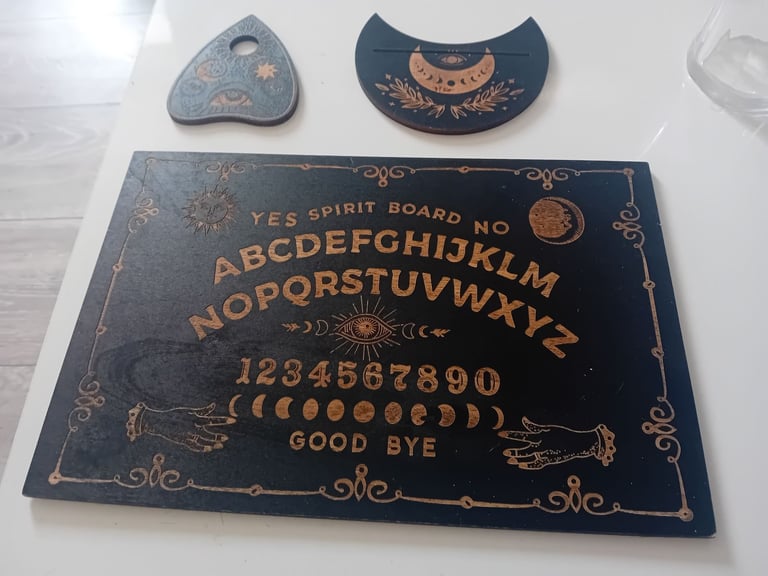 YES SPIRIT BOARD NO
ABCDEFGHIJKLM
NOPQRSTUVWXYZ
1234567890
GOOD BYE